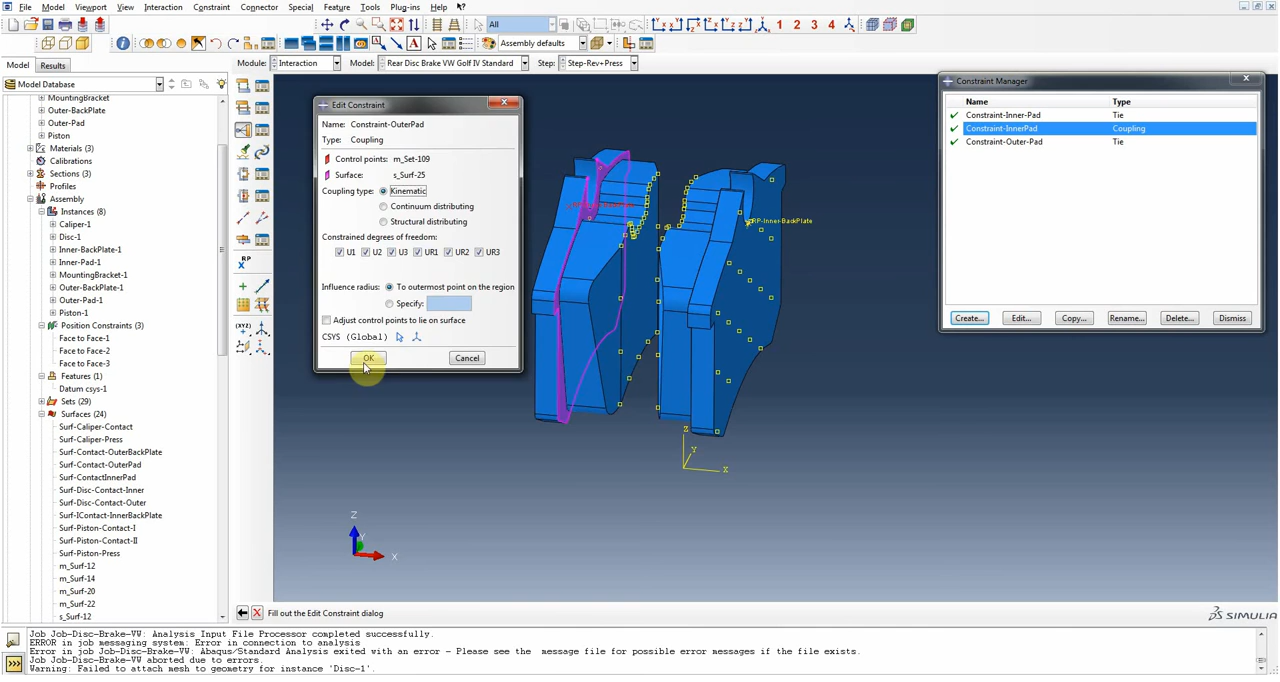 File Model Viewport View Interaction Constraint Connector Special Feature Tools Plug-ins Help
All
1 2 3 4
Assembly defaults
Model Results
Module: Interaction Model: Rear Disc Brake VW Golf IV Standard Step: Step-Rev+Press
Model Database
MountingBracket
Outer-BackPlate
Outer-Pad
Piston
Materials (3)
Calibrations
Sections (3)
Profiles
Assembly
Instances (8)
Caliper-1
Disc-1
Inner-BackPlate-1
Inner-Pad-1
MountingBracket-1
OuterBackPlate-1
Outer-Pad-1
Piston-1
Position Constraints (3)
Face to Face-1
Face to Face-2
Face to Face-3
Features (1)
Datum csys-1
Sets (29)
Surfaces (24)
Surf-Caliper-Contact
Surf-Caliper-Press
Surf-Contact-OuterBackPlate
Surf-Contact-OuterPad
Surf-ContactInnerPad
Surf-Disc-Contact-Inner
Surf-Disc-Contact-Outer
Surf-IContact-InnerBackPlate
Surf-Piston-Contact-I
Surf-Piston-Contact-II
Surf-Piston-Press
m_Surf-12
m_Surf-14
m_Surf-20
m_Surf-22
s_Surf-12
RP
(XYZ)
Edit Constraint
Name: Constraint-OuterPad
Type: Coupling
Control points: m_Set-109
Surface: s_Surf-25
Coupling type: Kinematic
Continuum distributing
Structural distributing
Constrained degrees of freedom:
U1 U2 U3 UR1 UR2 UR3
Influence radius: To outermost point on the region
Specify:
Adjust control points to lie on surface
CSYS (Global)
OK Cancel
RP-Inner-BackPlate
Z
Y
X
Z
Y
X
Constraint Manager
Name Type
Constraint-Inner-Pad Tie
Constraint-InnerPad Coupling
Constraint-Outer-Pad Tie
Create... Edit... Copy... Rename... Delete... Dismiss
Fill out the Edit Constraint dialog
SIMULIA
Job Job-Disc-Brake-VW: Analysis Input File Processor completed successfully.
ERROR in job messaging system: Error in connection to analysis
Error in job Job-Disc-Brake-VW: Abaqus/Standard Analysis exited with an error - Please see the message file for possible error messages if the file exists.
Job Job-Disc-Brake-VW aborted due to errors.
Warning: Failed to attach mesh to geometry for instance 'Disc-1'.
>>>